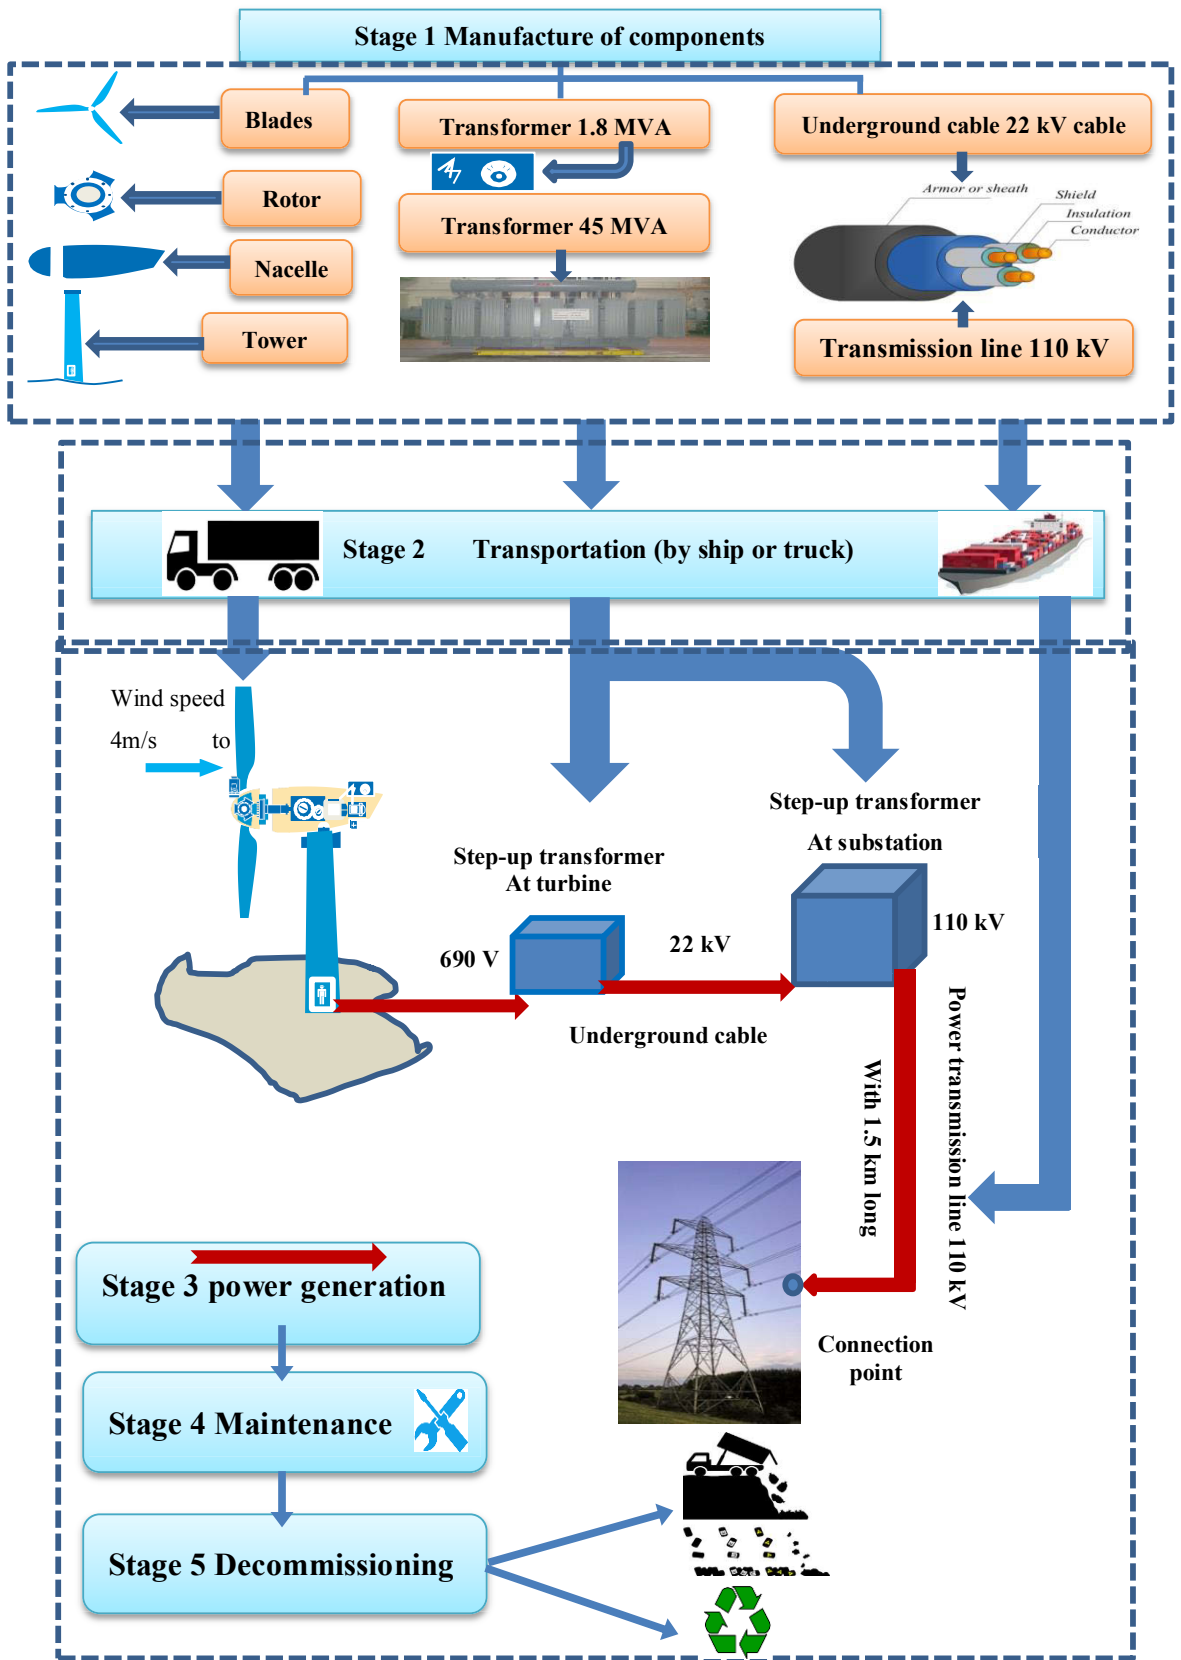 Stage 1 Manufacture of components
Blades
Rotor
Nacelle
Tower
Transformer 1.8 MVA
Transformer 45 MVA
Underground cable 22 kV cable
Armor or sheath
Shield
Insulation
Conductor
Transmission line 110 kV
Stage 2 Transportation (by ship or truck)
Wind speed
4m/s to
Step-up transformer
At turbine
Step-up transformer
At substation
690 V
22 kV
110 kV
Underground cable
With 1.5 km long
Power transmission line 110 kV
Connection
point
Stage 3 power generation
Stage 4 Maintenance
Stage 5 Decommissioning